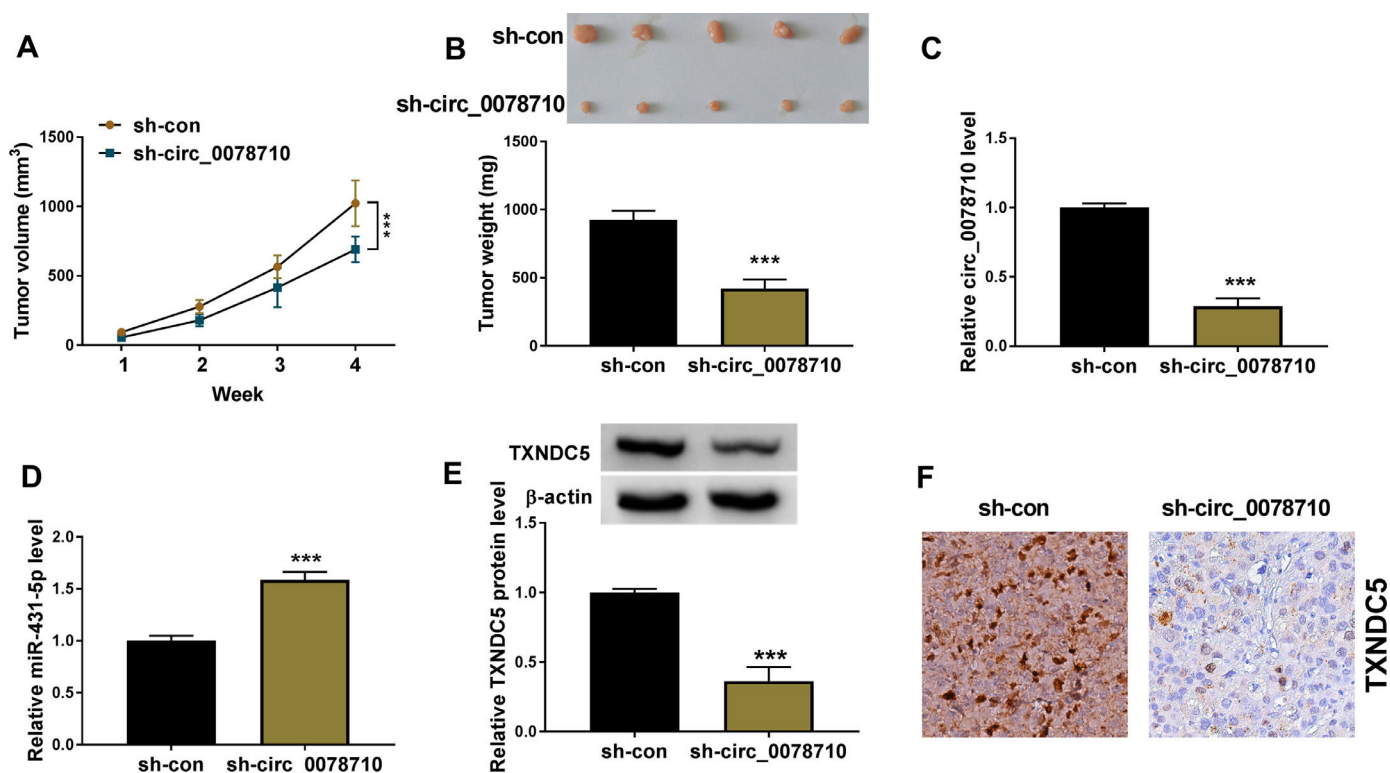 A
sh-con
sh-circ_0078710
Tumor volume (mm3)
1500
1000
500
0
***
1
2
3
4
Week
B
sh-con
sh-circ_0078710
Tumor weight (mg)
1500
1000
500
0
***
sh-con
sh-circ_0078710
C
Relative circ_0078710 level
1.5
1.0
0.5
0.0
***
sh-con
sh-circ_0078710
D
Relative miR-431-5p level
2.0
1.5
1.0
0.5
0.0
***
sh-con
sh-circ_0078710
E
TXNDC5
β-actin
Relative TXNDC5 protein level
1.5
1.0
0.5
0.0
***
sh-con
sh-circ_0078710
F
sh-con
sh-circ_0078710
TXNDC5